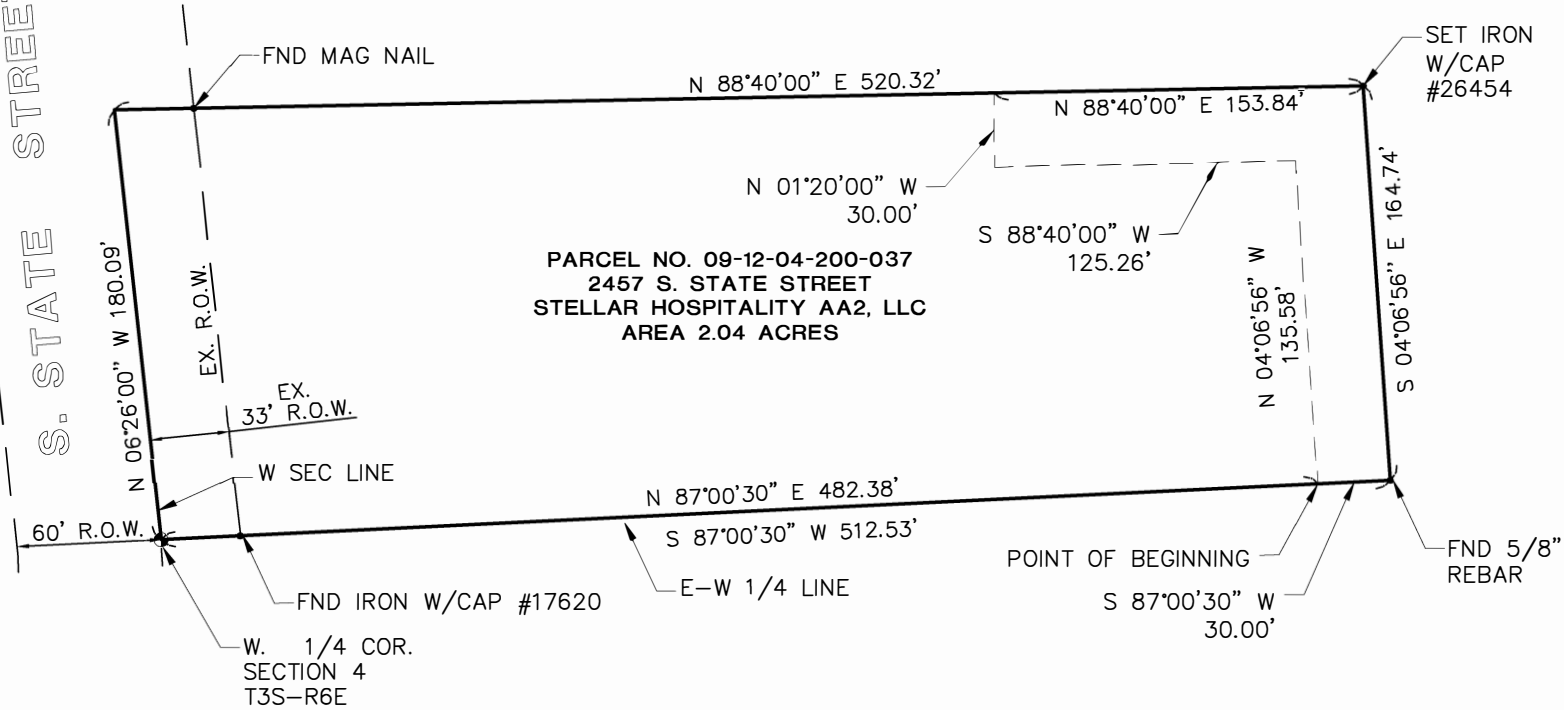 S. STATE STREET
FND MAG NAIL
N 88°40'00" E 520.32'
SET IRON
W/CAP
#26454
N 88°40'00" E 153.84'
N 01°20'00" W
30.00'
S 88°40'00" W
125.26'
S 04°06'56" E 164.74'
PARCEL NO. 09-12-04-200-037
2457 S. STATE STREET
STELLAR HOSPITALITY AA2, LLC
AREA 2.04 ACRES
N 04°06'56" W
135.58'
N 06°26'00" W 180.09'
EX. R.O.W.
EX.
33' R.O.W.
W SEC LINE
N 87°00'30" E 482.38'
S 87°00'30" W 512.53'
60' R.O.W.
POINT OF BEGINNING
FND 5/8"
REBAR
E-W 1/4 LINE
FND IRON W/CAP #17620
S 87°00'30" W
30.00'
W. 1/4 COR.
SECTION 4
T3S-R6E